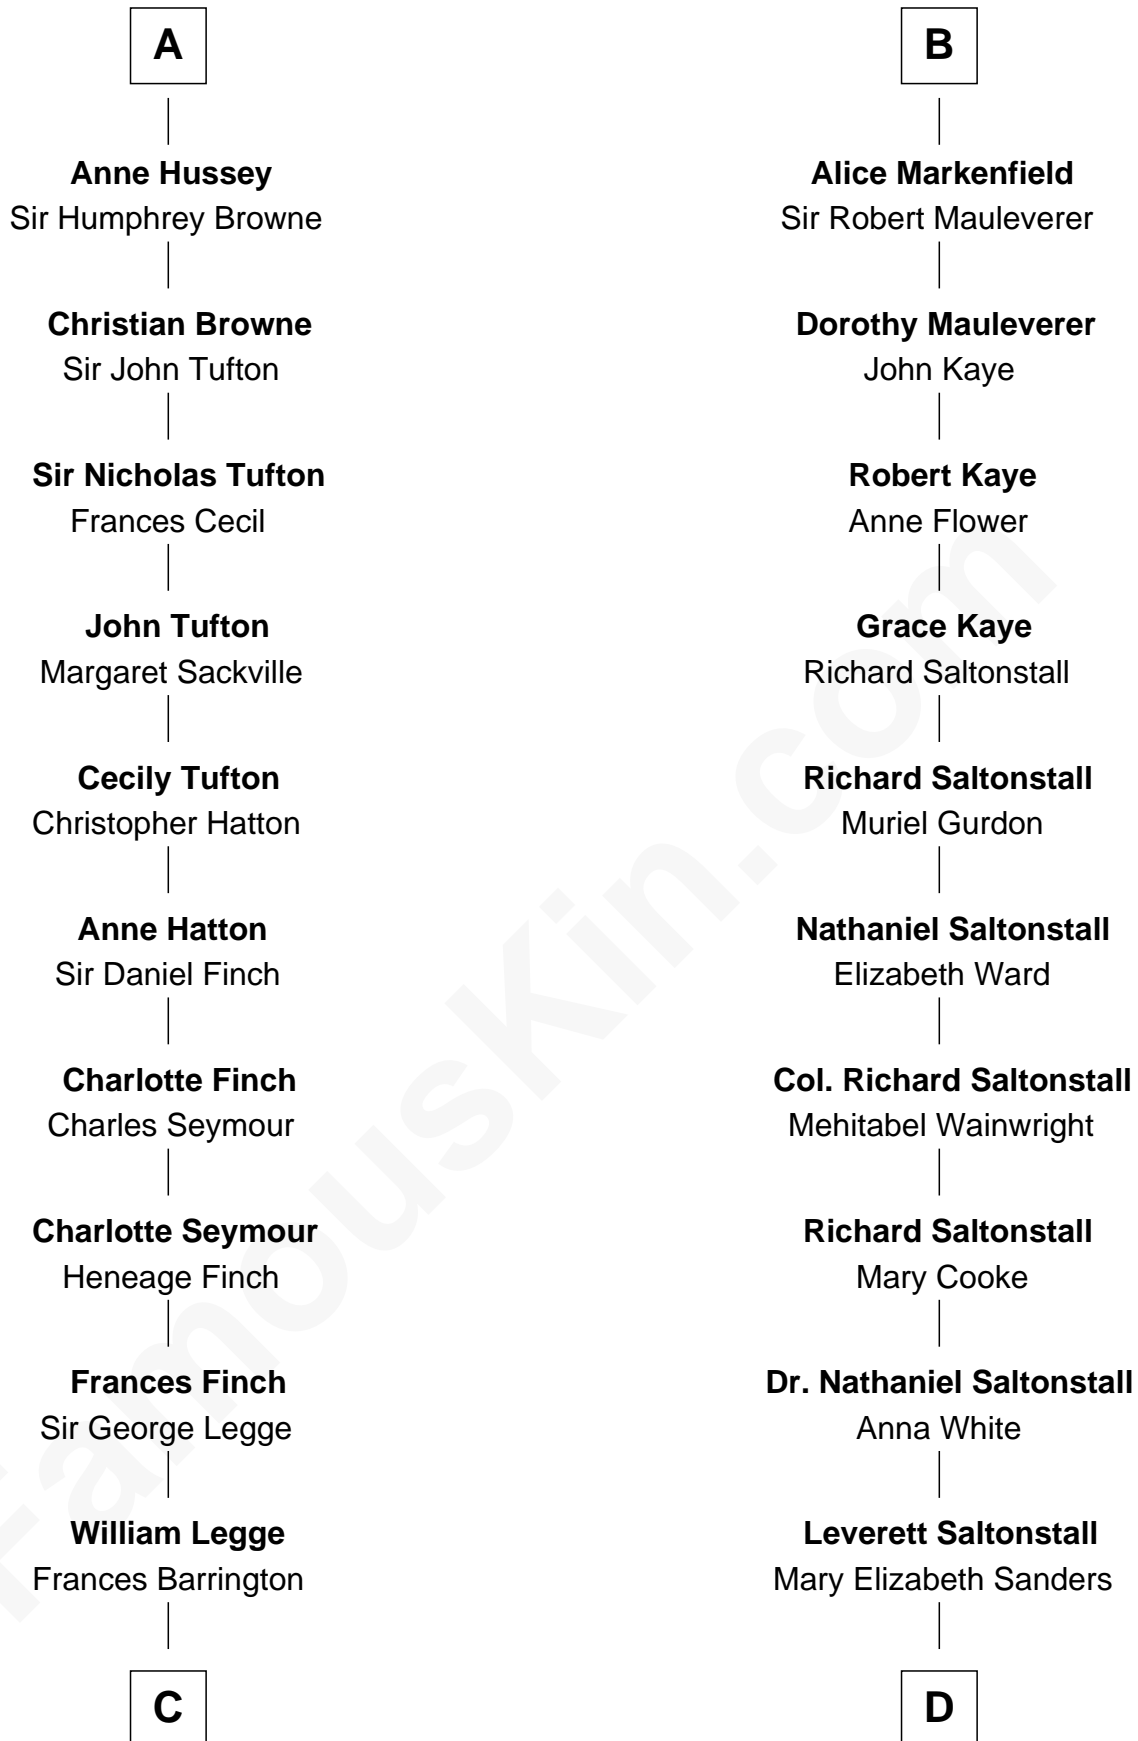 A
Anne Hussey
Sir Humphrey Browne
Christian Browne
Sir John Tufton
Sir Nicholas Tufton
Frances Cecil
John Tufton
Margaret Sackville
Cecily Tufton
Christopher Hatton
Anne Hatton
Sir Daniel Finch
Charlotte Finch
Charles Seymour
Charlotte Seymour
Heneage Finch
Frances Finch
Sir George Legge
William Legge
Frances Barrington
C
B
Alice Markenfield
Sir Robert Mauleverer
Dorothy Mauleverer
John Kaye
Robert Kaye
Anne Flower
Grace Kaye
Richard Saltonstall
Richard Saltonstall
Muriel Gurdon
Nathaniel Saltonstall
Elizabeth Ward
Col. Richard Saltonstall
Mehitabel Wainwright
Richard Saltonstall
Mary Cooke
Dr. Nathaniel Saltonstall
Anna White
Leverett Saltonstall
Mary Elizabeth Sanders
D
FamousKin.com